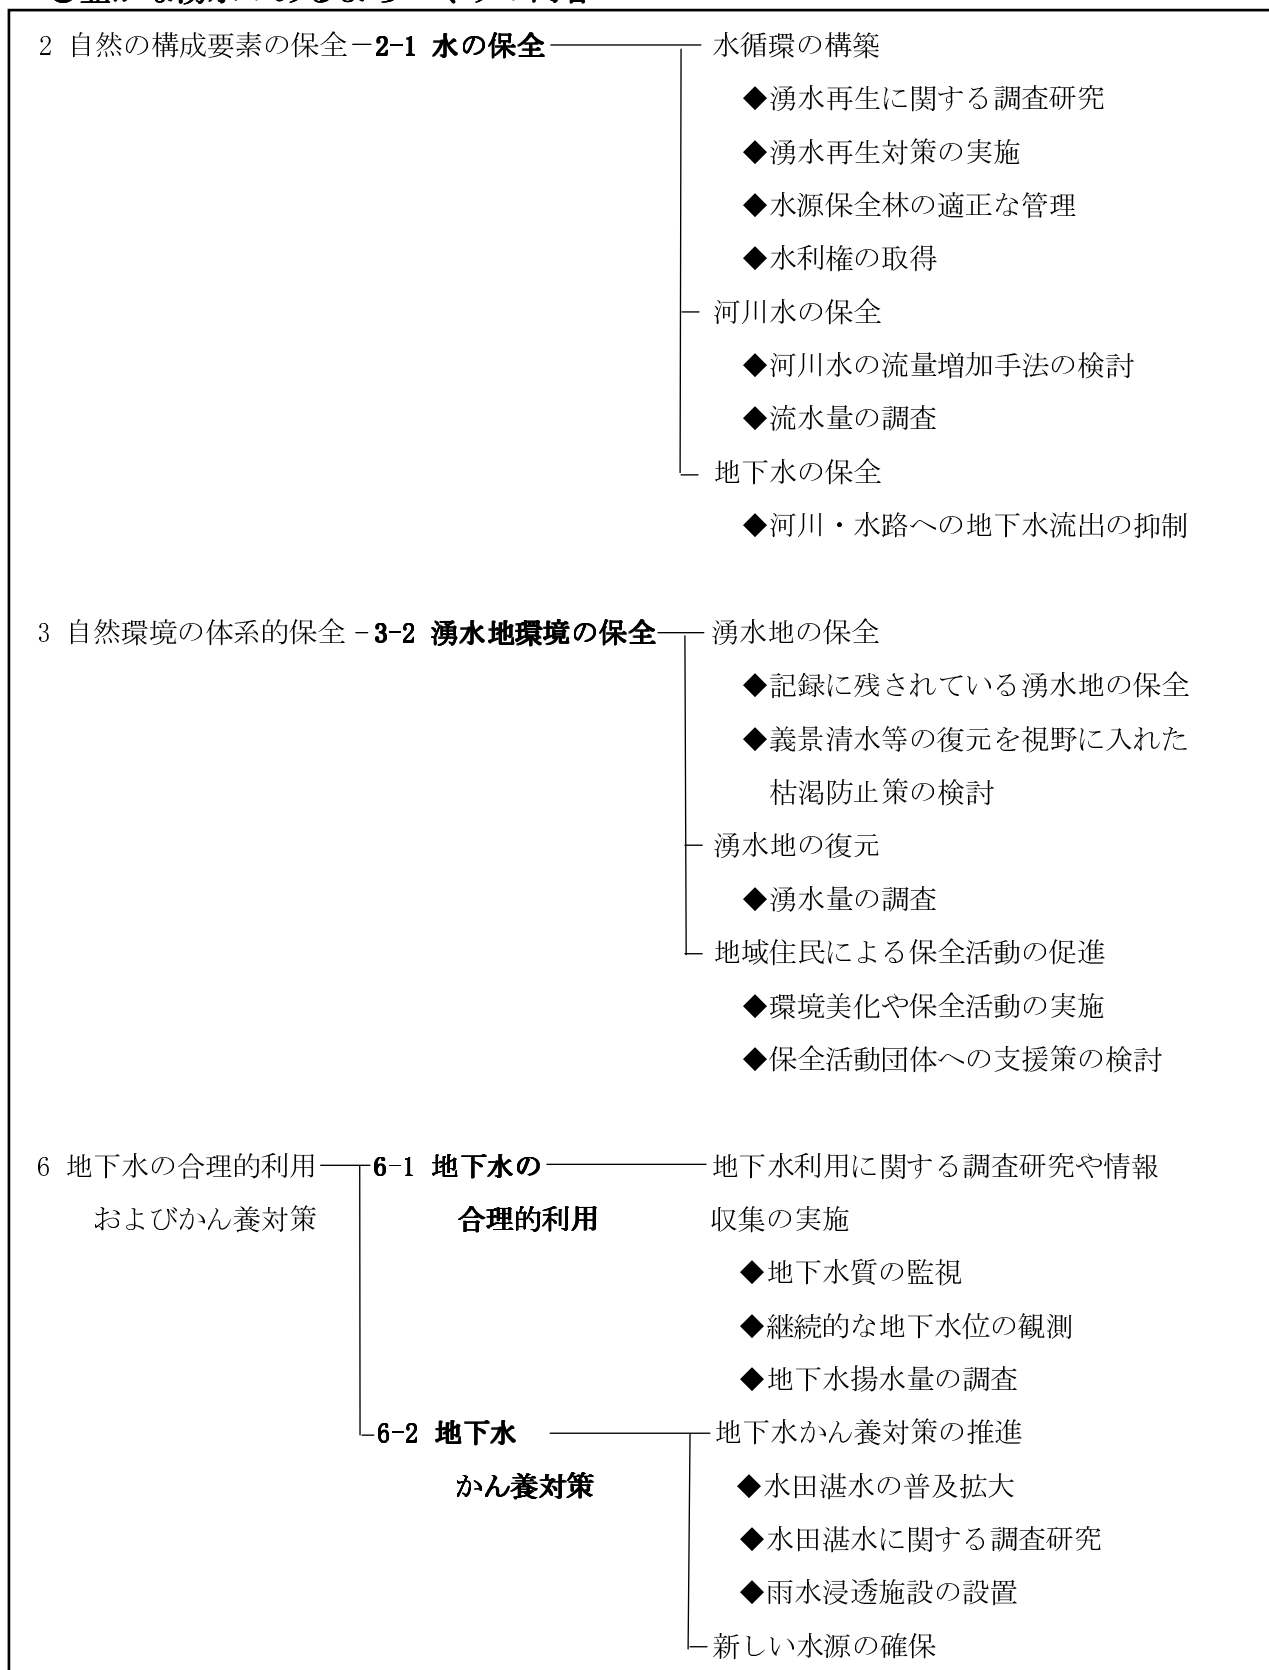 2 自然の構成要素の保全－2-1 水の保全 水循環の構築
◆湧水再生に関する調査研究
◆湧水再生対策の実施
◆水源保全林の適正な管理
◆水利権の取得
河川水の保全
◆河川水の流量増加手法の検討
◆流水量の調査
地下水の保全
◆河川・水路への地下水流出の抑制
3 自然環境の体系的保全－3-2 湧水地環境の保全 湧水地の保全
◆記録に残されている湧水地の保全
◆義景清水等の復元を視野に入れた
枯渇防止策の検討
湧水地の復元
◆湧水量の調査
地域住民による保全活動の促進
◆環境美化や保全活動の実施
◆保全活動団体への支援策の検討
6 地下水の合理的利用 6-1 地下水の 地下水利用に関する調査研究や情報
およびかん養対策 合理的利用 収集の実施
◆地下水質の監視
◆継続的な地下水位の観測
◆地下水揚水量の調査
6-2 地下水 地下水かん養対策の推進
かん養対策 ◆水田湛水の普及拡大
◆水田湛水に関する調査研究
◆雨水浸透施設の設置
新しい水源の確保